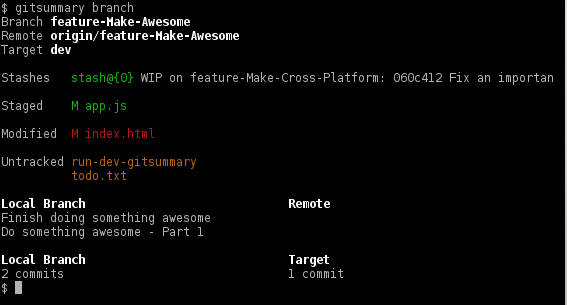 $ gitsummary branch
Branch feature-Make-Awesome
Remote origin/feature-Make-Awesome
Target dev
Stashes stash@{0} WIP on feature-Make-Cross-Platform: 060c412 Fix an importan
Staged M app.js
Modified M index.html
Untracked run-dev-gitsummary
todo.txt
Local Branch Remote
Finish doing something awesome
Do something awesome - Part 1
Local Branch Target
2 commits 1 commit
$